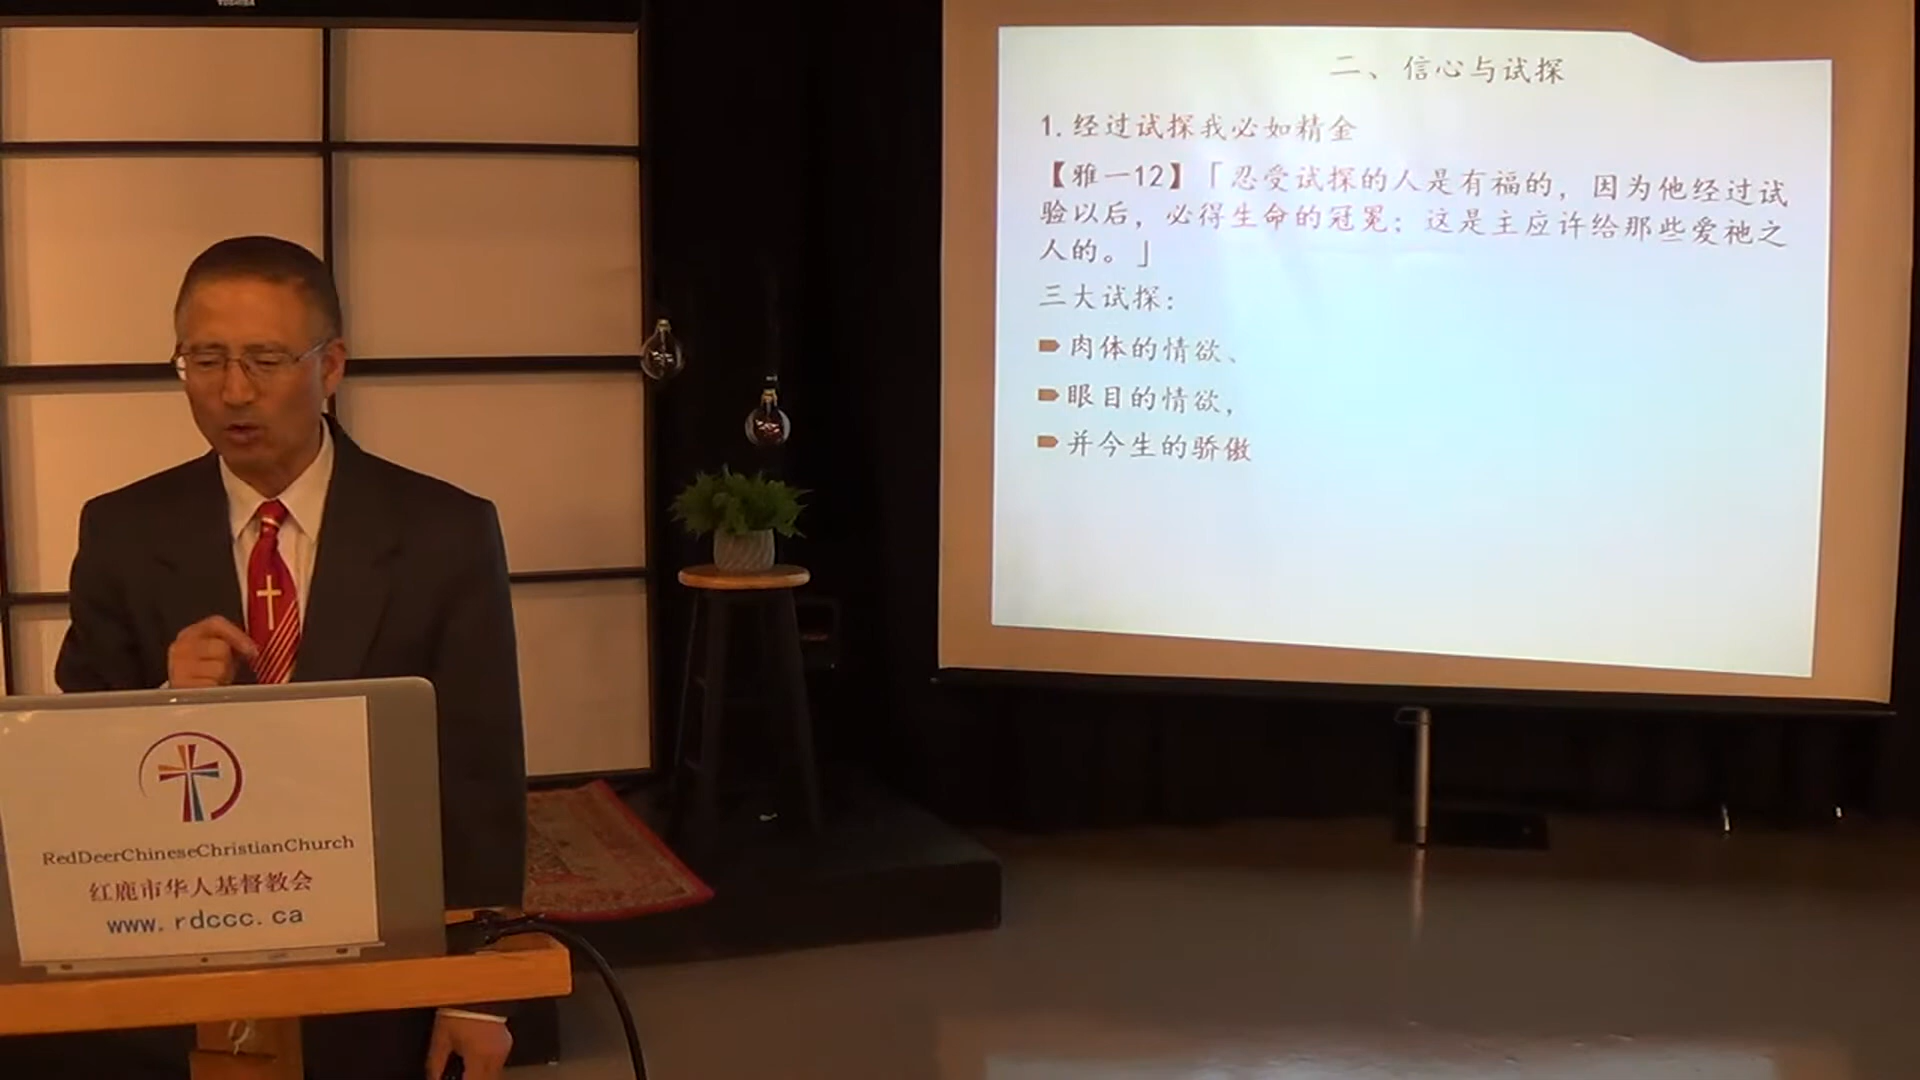 TOSHIBA
二、信心与试探
1.经过试探我必如精金
【雅一12】「忍受试探的人是有福的，因为他经过试
验以后，必得生命的冠冕；这是主应许给那些爱祂之
人的。」
三大试探：
肉体的情欲、
眼目的情欲，
并今生的骄傲
RedDeerChineseChristianChurch
红鹿市华人基督教会
www.rdccc.ca